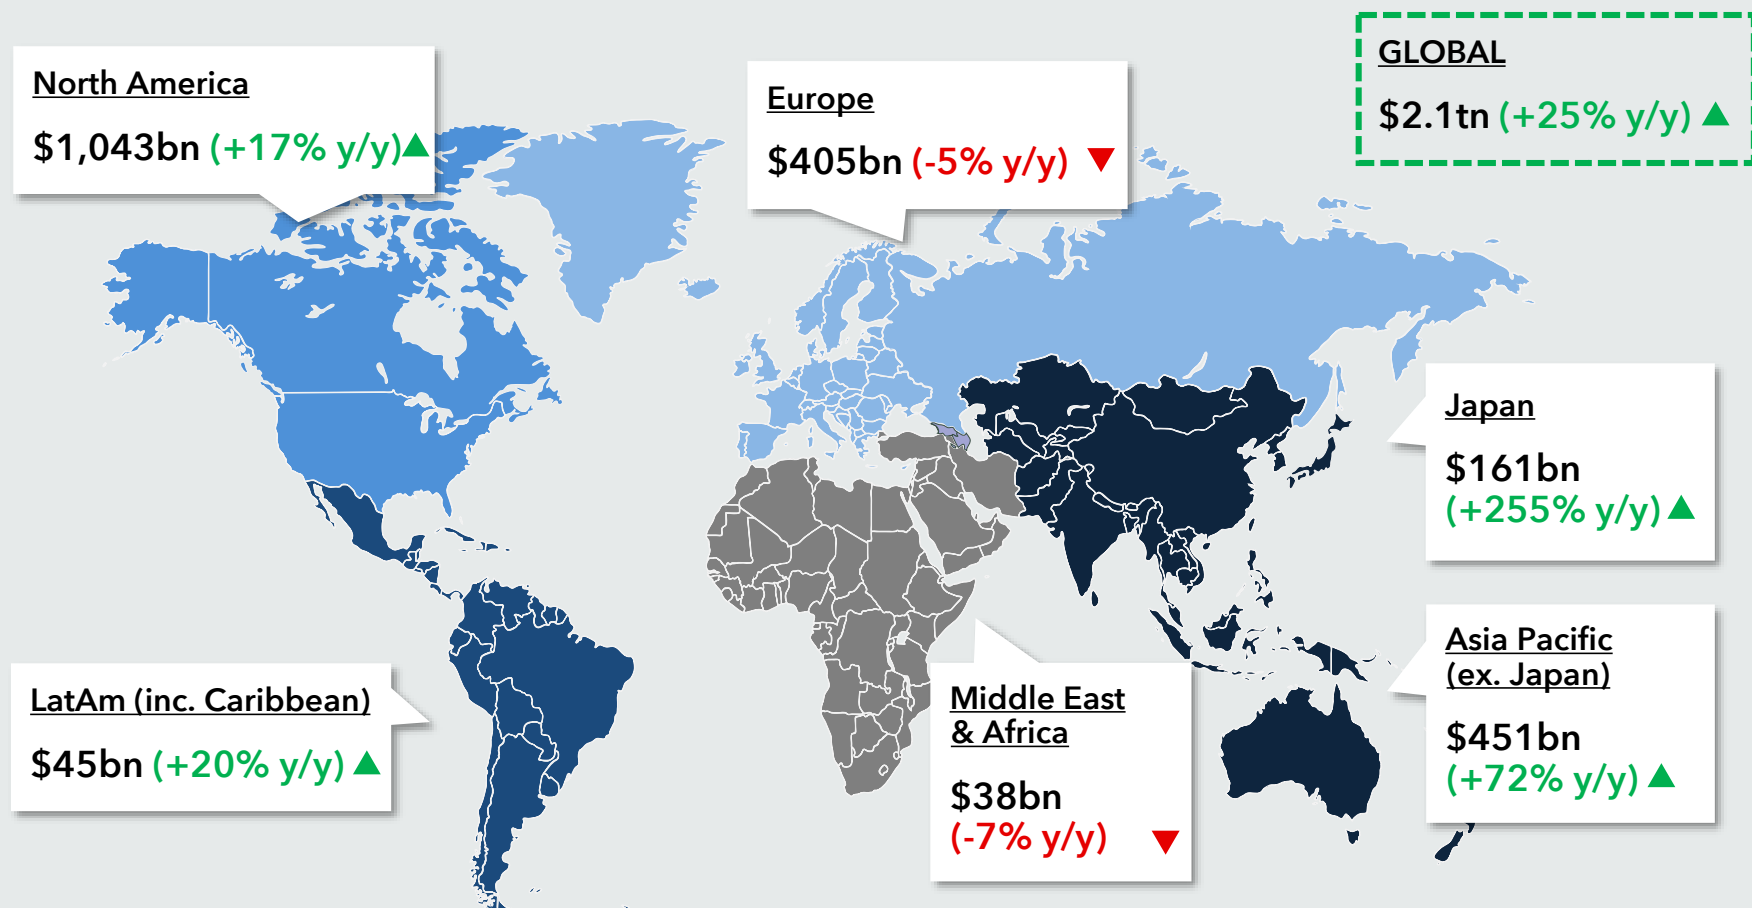 North America
$1,043bn (+17% y/y)▲
Europe
$405bn (-5% y/y) ▼
GLOBAL
$2.1tn (+25% y/y) ▲
Japan
$161bn
(+255% y/y) ▲
LatAm (inc. Caribbean)
$45bn (+20% y/y) ▲
Middle East
& Africa
$38bn
(-7% y/y) ▼
Asia Pacific
(ex. Japan)
$451bn
(+72% y/y) ▲